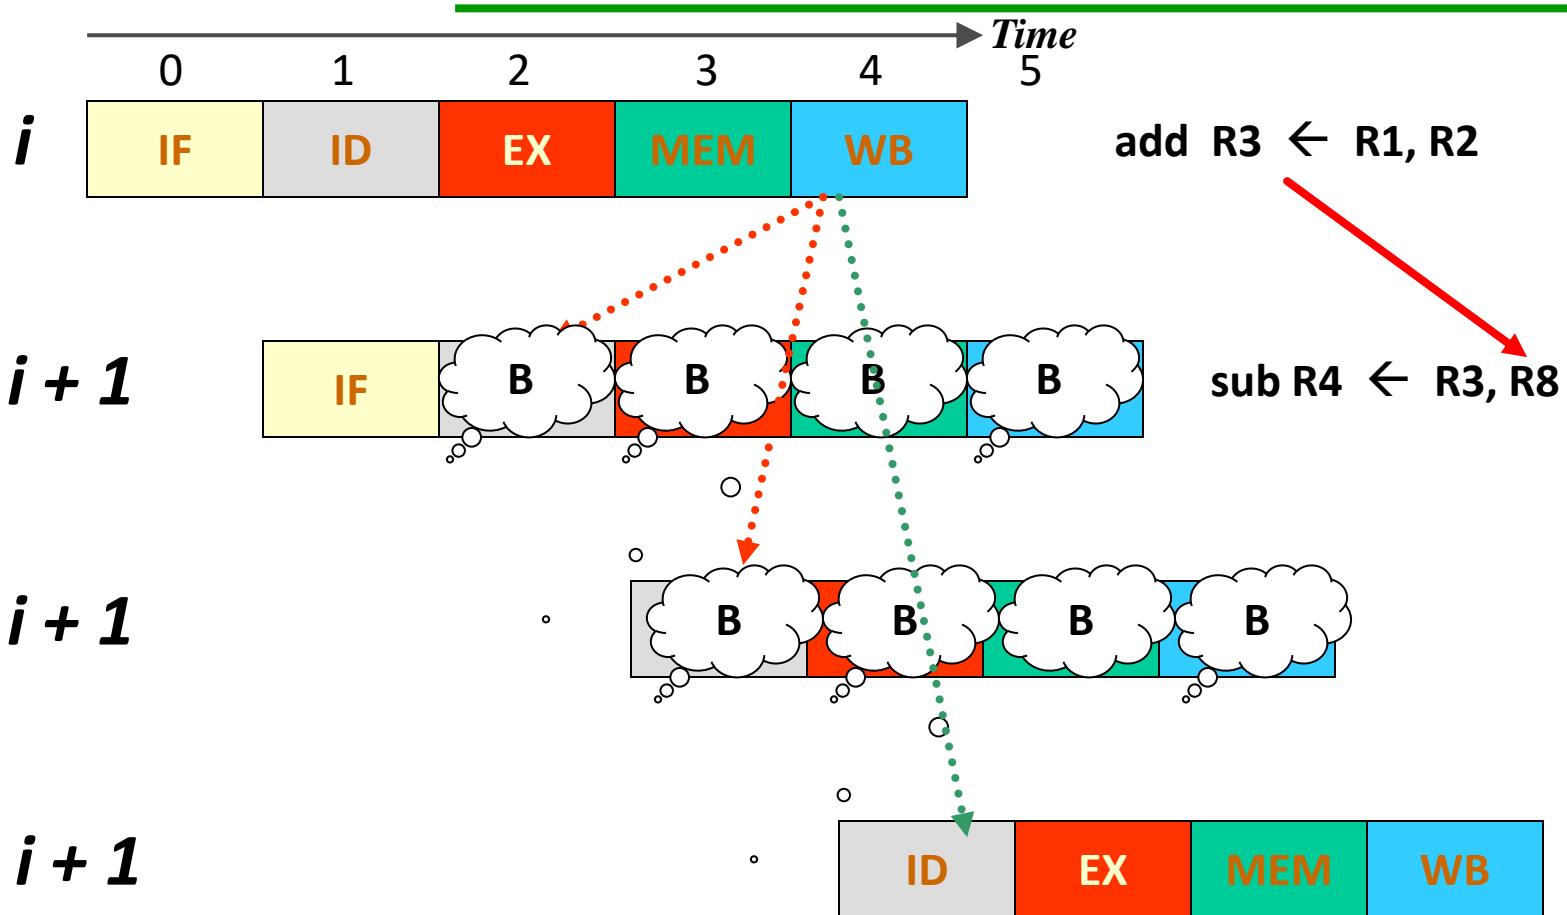 Time
0 1 2 3 4 5
i IF ID EX MEM WB add R3 ← R1, R2
i + 1 IF B B B B sub R4 ← R3, R8
i + 1 B B B B
i + 1 ID EX MEM WB